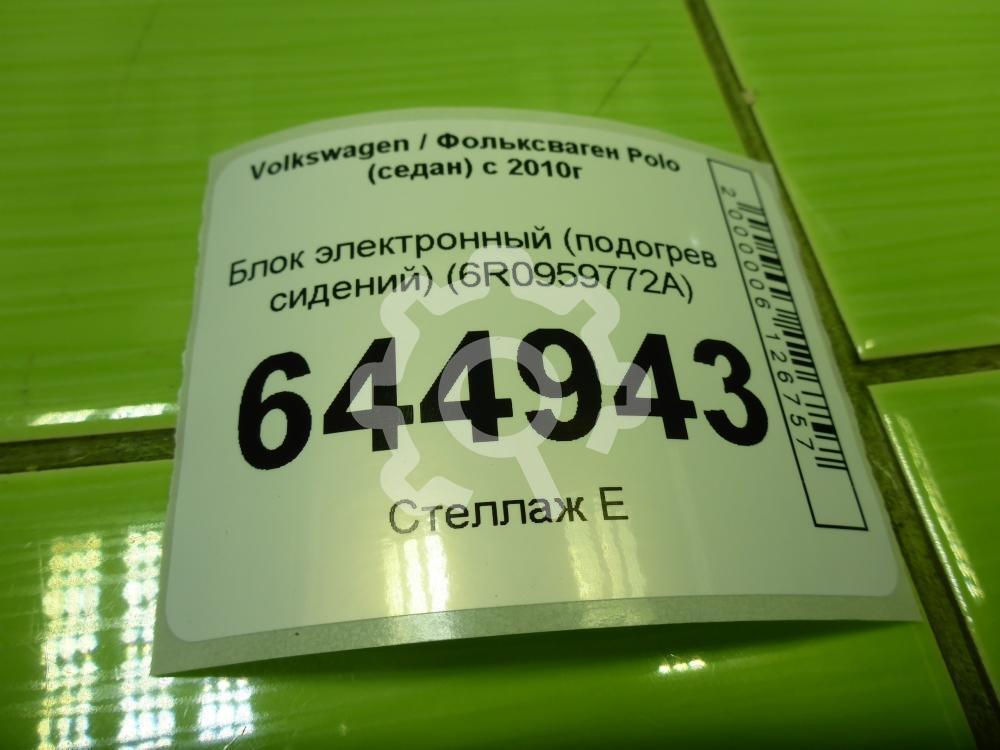 Volkswagen / Фольксваген Polo
(седан) с 2010г
Блок электронный (подогрев
сидений) (6R0959772A)
644943
Стеллаж Е
2000006126757